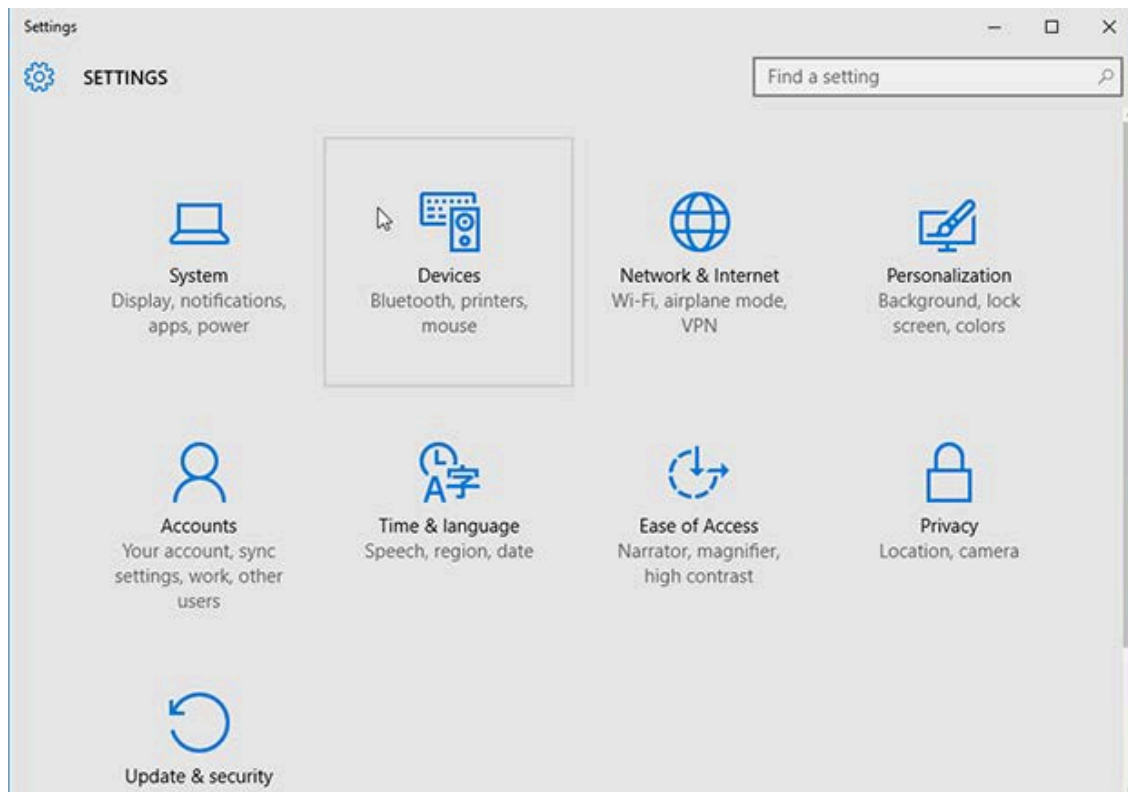 Settings
SETTINGS
Find a setting
System
Display, notifications,
apps, power
Devices
Bluetooth, printers,
mouse
Network & Internet
Wi-Fi, airplane mode,
VPN
Personalization
Background, lock
screen, colors
Accounts
Your account, sync
settings, work, other
users
A字
Time & language
Speech, region, date
Ease of Access
Narrator, magnifier,
high contrast
Privacy
Location, camera
Update & security